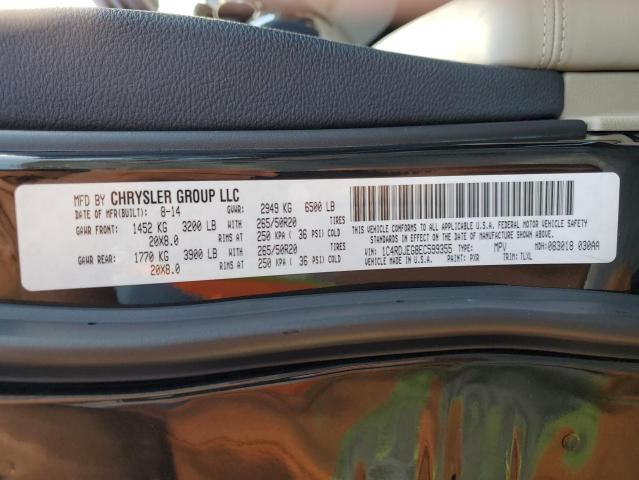 MFD BY CHRYSLER GROUP LLC
DATE OF MFR(BUILT): 8-14 GVWR: 2949 KG 6500 LB
GAWR FRONT: 1452 KG 3200 LB 265/50R20 TIRES
20X8.0 RIMS AT 250 KPA ( 36 PSI) COLD
GAWR REAR: 1770 KG 3900 LB 265/50R20 TIRES
20X8.0 RIMS AT 250 KPA ( 36 PSI) COLD
THIS VEHICLE CONFORMS TO ALL APPLICABLE U.S.A. FEDERAL MOTOR VEHICLE SAFETY
STANDARDS IN EFFECT ON THE DATE OF MANUFACTURE SHOWN ABOVE.
VIN: 1C4RDJEG8EC589355 TYPE: MPV MDH: 083018 030AA
VEHICLE MADE IN U.S.A. PAINT: PXR TRIM: TLXL